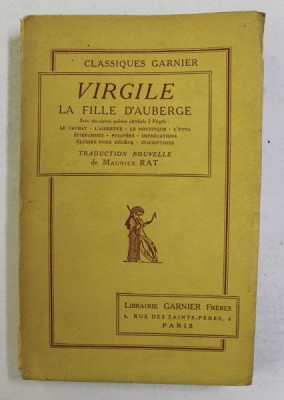 CLASSIQUES GARNIER
VIRGILE
LA FILLE D'AUBERGE
Suivi des autres poèmes attribués à Virgile :
LE CACHAT - L'AIGRETTE - LE MOUSTIQUE - L'ETNA
ÉPIGRAMMES - PRIAPÉES - IMPRÉCATIONS
ÉLÉGIES POUR MÉCÈNE - INSCRIPTIONS
TRADUCTION NOUVELLE
de MAURICE RAT
LIBRAIRIE GARNIER FRÈRES
6, RUE DES SAINTS-PÈRES, 6
PARIS